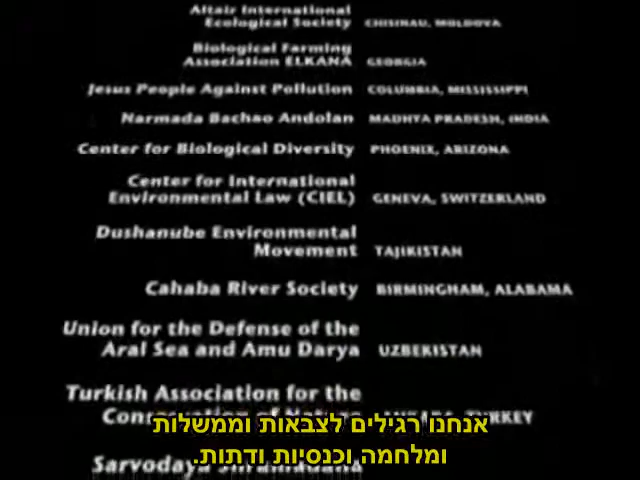 Altair International
Ecological Society CHISINAU, MOLDOVA
Biological Farming
Association ELKANA GEORGIA
Jesus People Against Pollution COLUMBIA, MISSISSIPPI
Narmada Bachao Andolan MADHYA PRADESH, INDIA
Center for Biological Diversity PHOENIX, ARIZONA
Center for International
Environmental Law (CIEL) GENEVA, SWITZERLAND
Dushanube Environmental
Movement TAJIKISTAN
Cahaba River Society BIRMINGHAM, ALABAMA
Union for the Defense of the
Aral Sea and Amu Darya UZBEKISTAN
Turkish Association for the
TURKEY
אנחנו רגילים לצבאות וממשלות
Sarvodaya
ומלחמה וכנסיות ודתות.